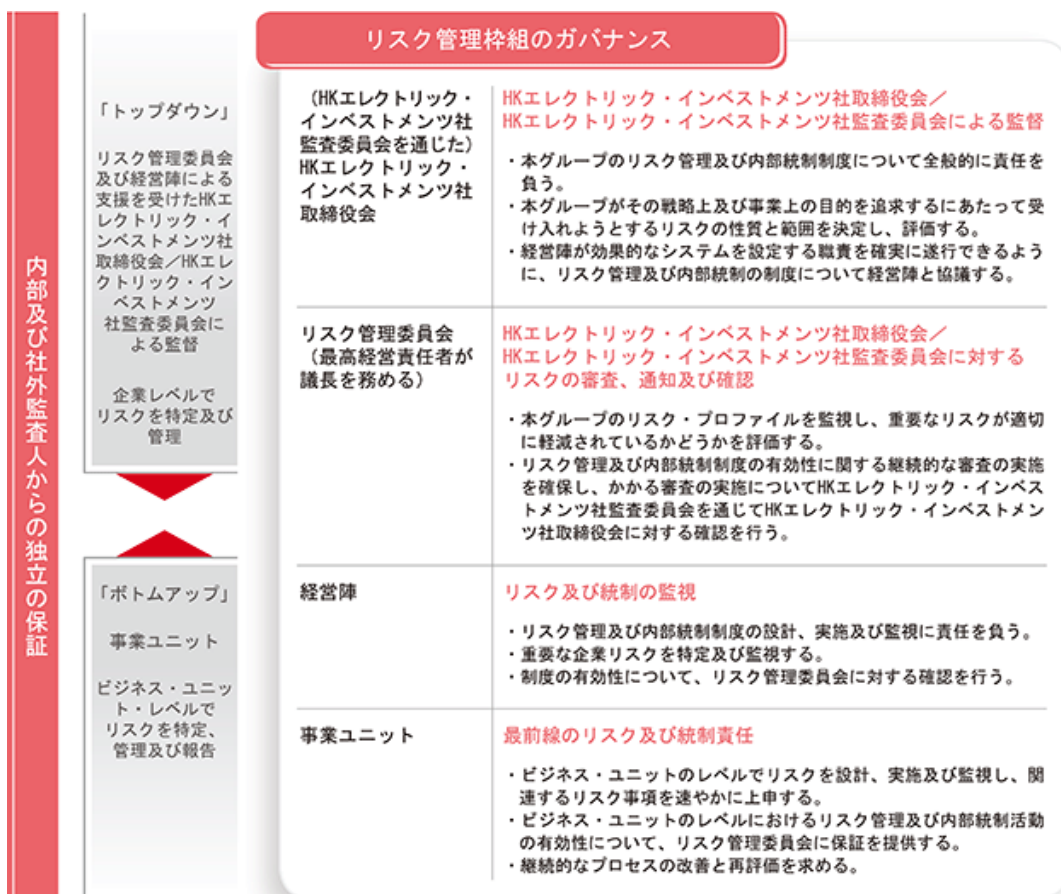 リスク管理枠組のガバナンス
内部及び社外監査人からの独立の保証
「トップダウン」
リスク管理委員会
及び経営陣による
支援を受けたHKエ
レクトリック・イ
ンベストメンツ社
取締役会／HKエレ
クトリック・イン
ベストメンツ
社監査委員会に
よる監督
企業レベルで
リスクを特定及び
管理
「ボトムアップ」
事業ユニット
ビジネス・ユニッ
ト・レベルで
リスクを特定、
管理及び報告
（HKエレクトリック・
インベストメンツ社
監査委員会を通じた）
HKエレクトリック・
インベストメンツ社
取締役会
HKエレクトリック・インベストメンツ社取締役会／
HKエレクトリック・インベストメンツ社監査委員会による監督
・本グループのリスク管理及び内部統制制度について全般的に責任を
負う。
・本グループがその戦略上及び事業上の目的を追求するにあたって受
け入れようとするリスクの性質と範囲を決定し、評価する。
・経営陣が効果的なシステムを設定する職責を確実に遂行できるよう
に、リスク管理及び内部統制の制度について経営陣と協議する。
リスク管理委員会
（最高経営責任者が
議長を務める）
HKエレクトリック・インベストメンツ社取締役会／
HKエレクトリック・インベストメンツ社監査委員会に対する
リスクの審査、通知及び確認
・本グループのリスク・プロファイルを監視し、重要なリスクが適切
に軽減されているかどうかを評価する。
・リスク管理及び内部統制制度の有効性に関する継続的な審査の実施
を確保し、かかる審査の実施についてHKエレクトリック・インベス
トメンツ社監査委員会を通じてHKエレクトリック・インベストメン
ツ社取締役会に対する確認を行う。
経営陣
リスク及び統制の監視
・リスク管理及び内部統制制度の設計、実施及び監視に責任を負う。
・重要な企業リスクを特定及び監視する。
・制度の有効性について、リスク管理委員会に対する確認を行う。
事業ユニット
最前線のリスク及び統制責任
・ビジネス・ユニットのレベルでリスクを設計、実施及び監視し、関
連するリスク事項を速やかに上申する。
・ビジネス・ユニットのレベルにおけるリスク管理及び内部統制活動
の有効性について、リスク管理委員会に保証を提供する。
・継続的なプロセスの改善と再評価を求める。